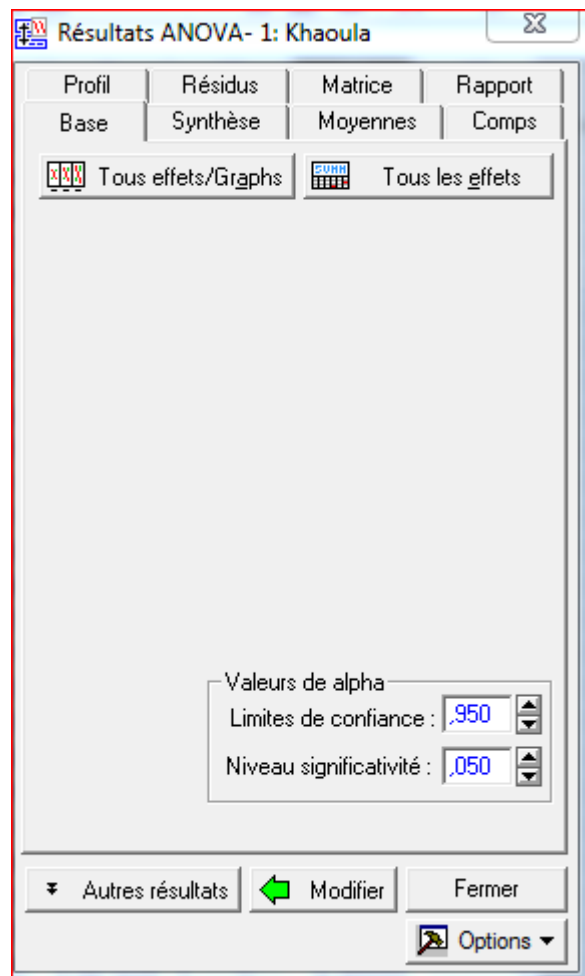 Résultats ANOVA- 1: Khaoula
Profil Résidus Matrice Rapport
Base Synthèse Moyennes Comps
Tous effets/Graphs SUMM Tous les effets
Valeurs de alpha
Limites de confiance : ,950
Niveau significativité : ,050
Autres résultats Modifier Fermer
Options